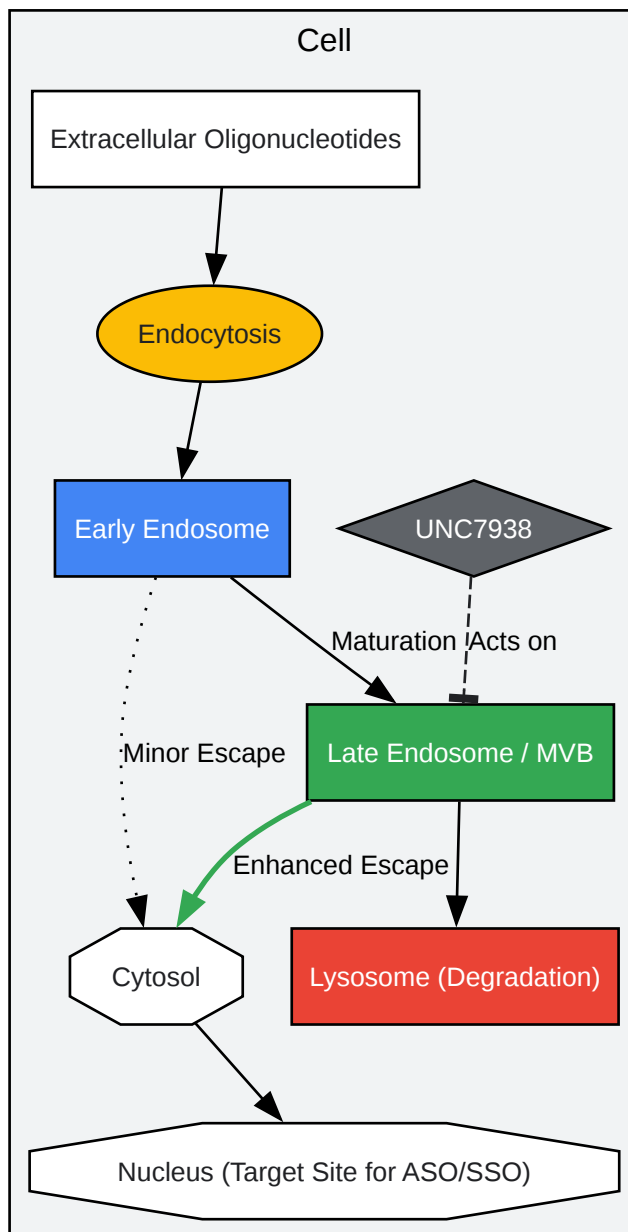 Cell
Extracellular Oligonucleotides
Endocytosis
Early Endosome
UNC7938
Maturation
Acts on
Minor Escape
Late Endosome / MVB
Enhanced Escape
Cytosol
Lysosome (Degradation)
Nucleus (Target Site for ASO/SSO)